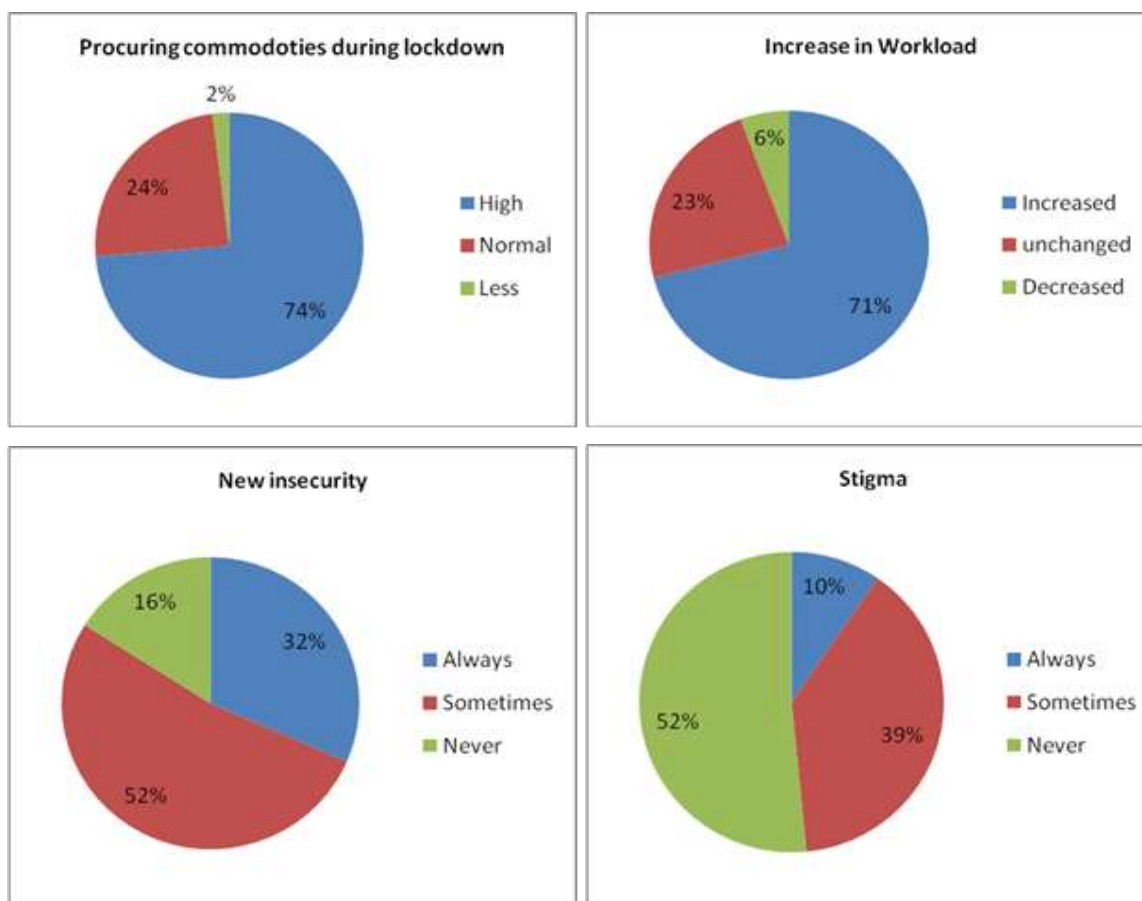 Procuring commodoties during lockdown
2%
24%
74%
High
Normal
Less
Increase in Workload
6%
23%
71%
Increased
unchanged
Decreased
New insecurity
16%
32%
52%
Always
Sometimes
Never
Stigma
10%
52%
39%
Always
Sometimes
Never